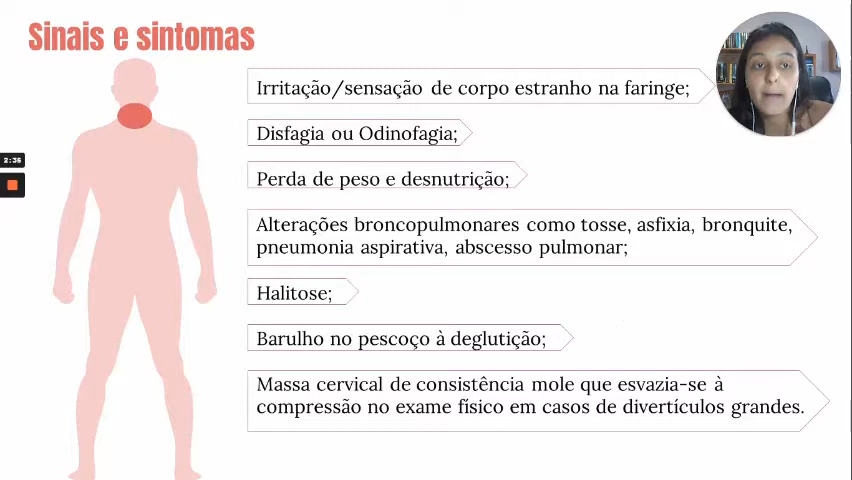 Sinais e sintomas
Irritação/sensação de corpo estranho na faringe;
Disfagia ou Odinofagia;
2:36
Perda de peso e desnutrição;
Alterações broncopulmonares como tosse, asfixia, bronquite,
pneumonia aspirativa, abscesso pulmonar;
Halitose;
Barulho no pescoço à deglutição;
Massa cervical de consistência mole que esvazia-se à
compressão no exame físico em casos de divertículos grandes.